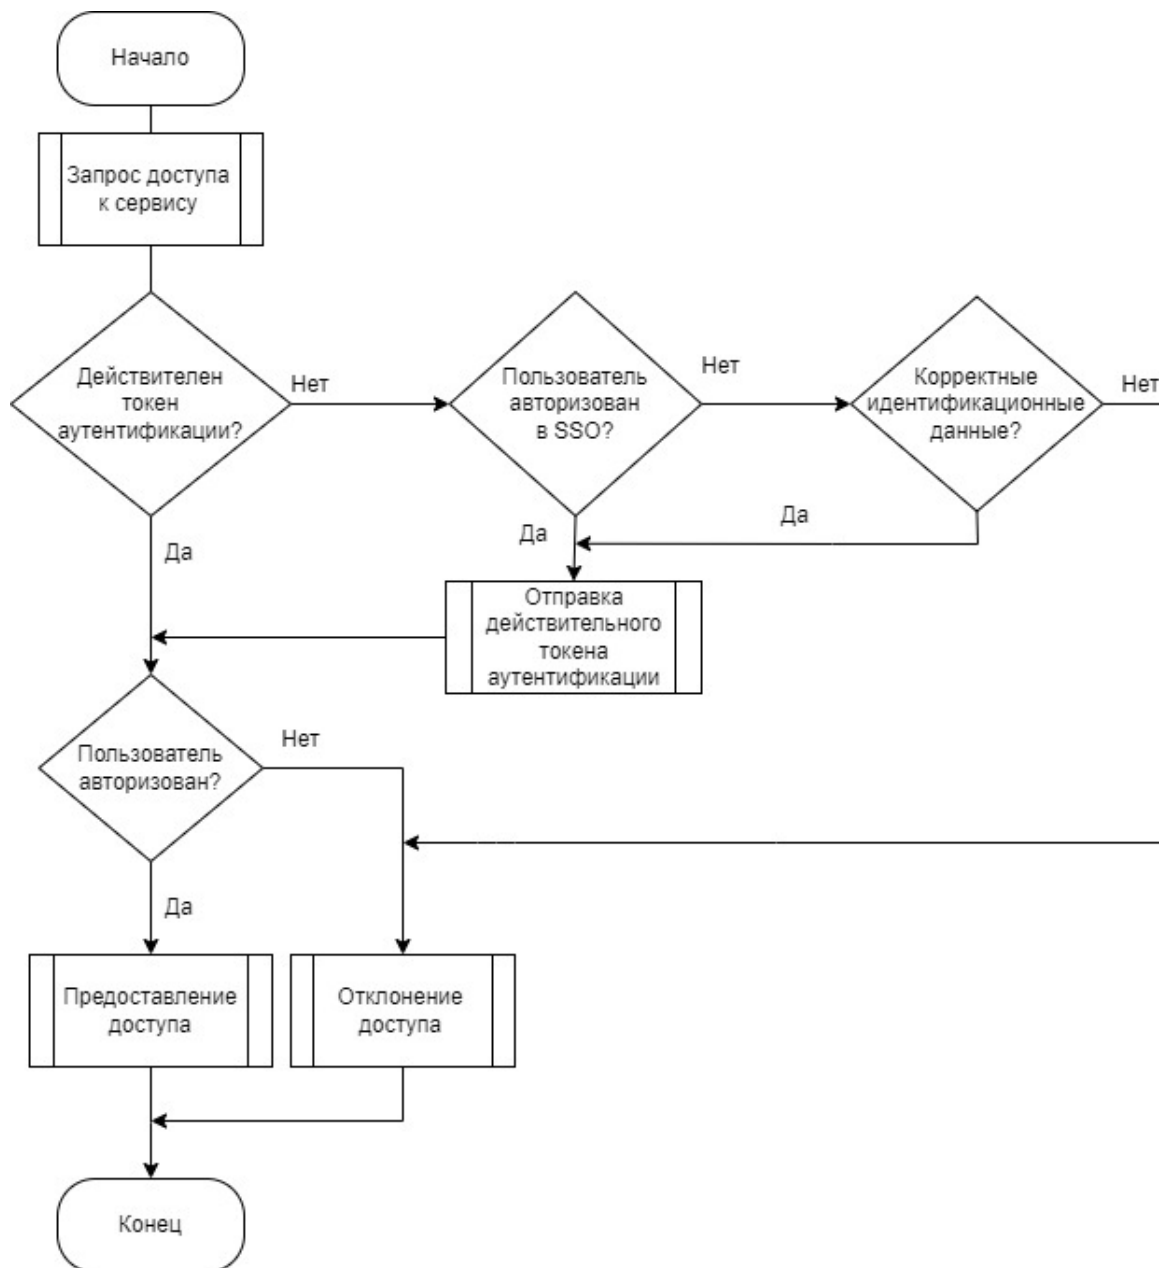 Начало
Запрос доступа
к сервису
Действителен
токен
аутентификации?
Нет
Пользователь
авторизован
в SSO?
Нет
Корректные
идентификационные
данные?
Нет
Да
Да
Да
Отправка
действительного
токена
аутентификации
Пользователь
авторизован?
Нет
Да
Предоставление
доступа
Отклонение
доступа
Конец